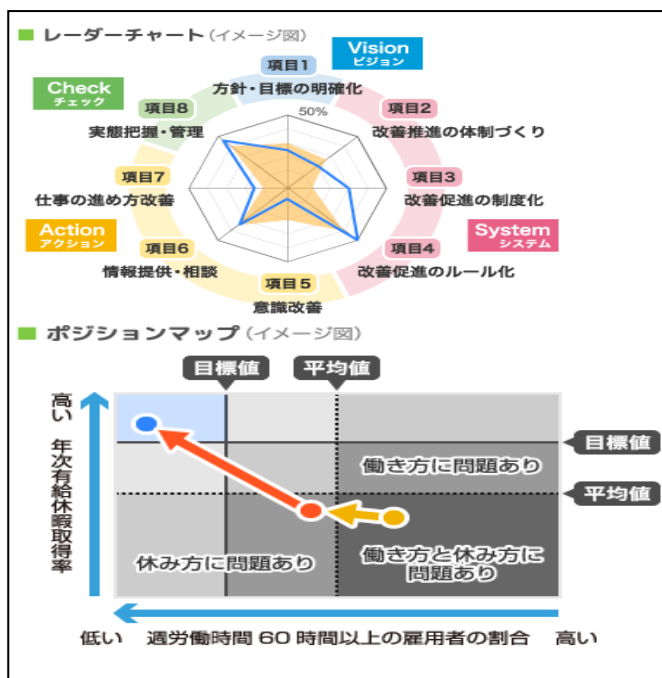 ■ レーダーチャート（イメージ図）
Vision
ビジョン
項目1
方針・目標の明確化
Check
チェック
50%
項目8
実態把握・管理
項目2
改善推進の体制づくり
項目7
仕事の進め方改善
項目3
改善促進の制度化
Action
アクション
System
システム
項目6
情報提供・相談
項目4
改善促進のルール化
項目5
意識改善
■ ポジションマップ（イメージ図）
目標値
平均値
高い
年次有給休暇取得率
目標値
働き方に問題あり
平均値
休み方に問題あり
働き方と休み方に
問題あり
低い 週労働時間60時間以上の雇用者の割合 高い